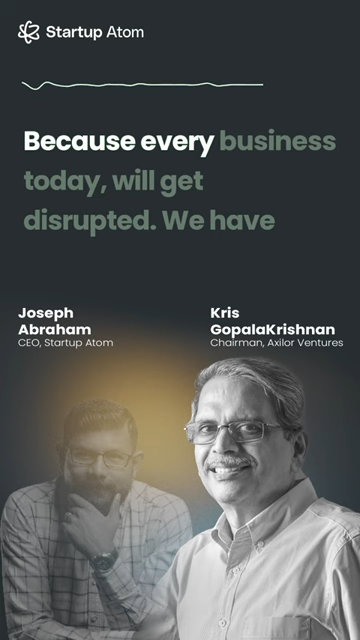 Startup Atom
Because every business
today, will get
disrupted. We have
Joseph
Abraham
CEO, Startup Atom
Kris
GopalaKrishnan
Chairman, Axilor Ventures